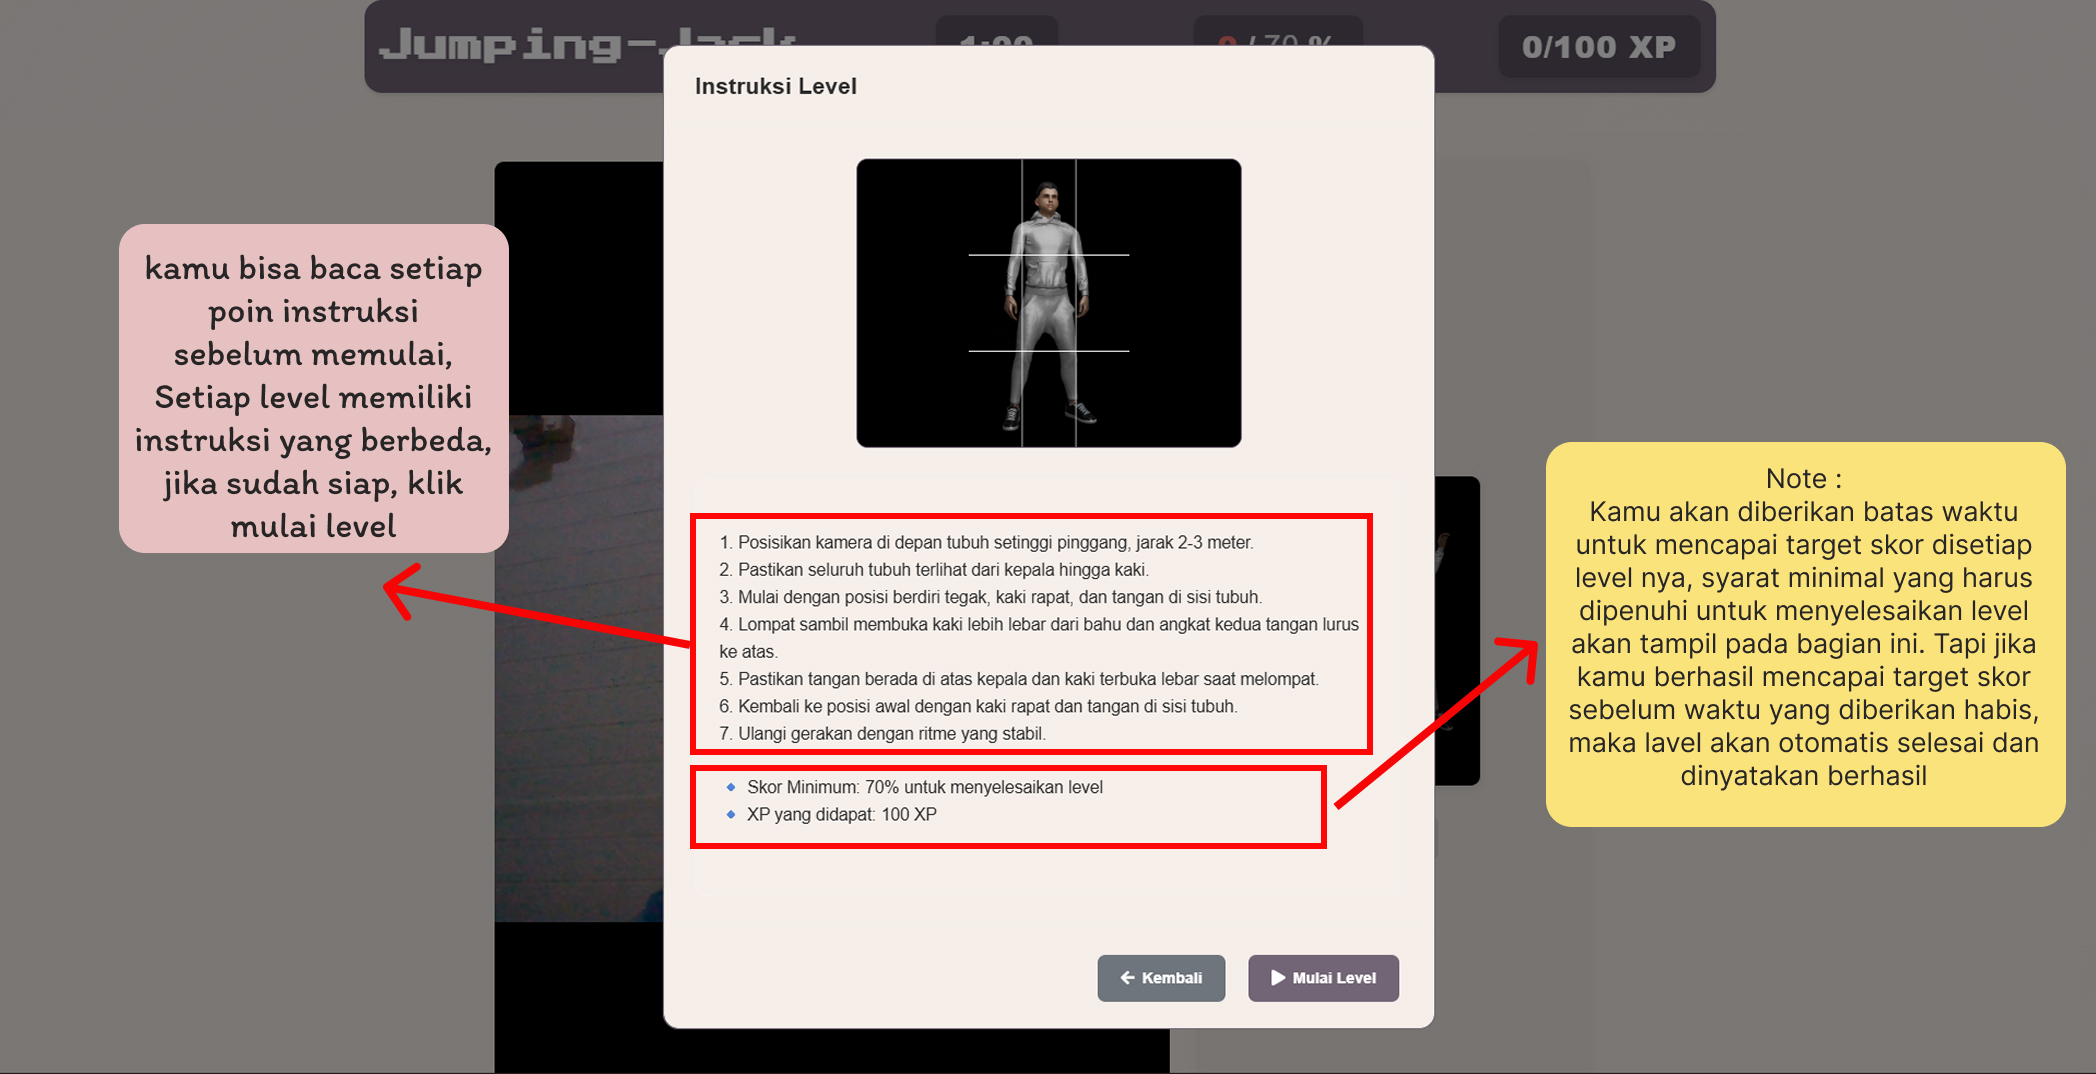 Jumping-Jack
1:00
0 / 70 %
0/100 XP
Instruksi Level
kamu bisa baca setiap
poin instruksi
sebelum memulai,
Setiap level memiliki
instruksi yang berbeda,
jika sudah siap, klik
mulai level
1. Posisikan kamera di depan tubuh setinggi pinggang, jarak 2-3 meter.
2. Pastikan seluruh tubuh terlihat dari kepala hingga kaki.
3. Mulai dengan posisi berdiri tegak, kaki rapat, dan tangan di sisi tubuh.
4. Lompat sambil membuka kaki lebih lebar dari bahu dan angkat kedua tangan lurus
ke atas.
5. Pastikan tangan berada di atas kepala dan kaki terbuka lebar saat melompat.
6. Kembali ke posisi awal dengan kaki rapat dan tangan di sisi tubuh.
7. Ulangi gerakan dengan ritme yang stabil.
Skor Minimum: 70% untuk menyelesaikan level
XP yang didapat: 100 XP
Note :
Kamu akan diberikan batas waktu
untuk mencapai target skor disetiap
level nya, syarat minimal yang harus
dipenuhi untuk menyelesaikan level
akan tampil pada bagian ini. Tapi jika
kamu berhasil mencapai target skor
sebelum waktu yang diberikan habis,
maka lavel akan otomatis selesai dan
dinyatakan berhasil
Kembali
Mulai Level